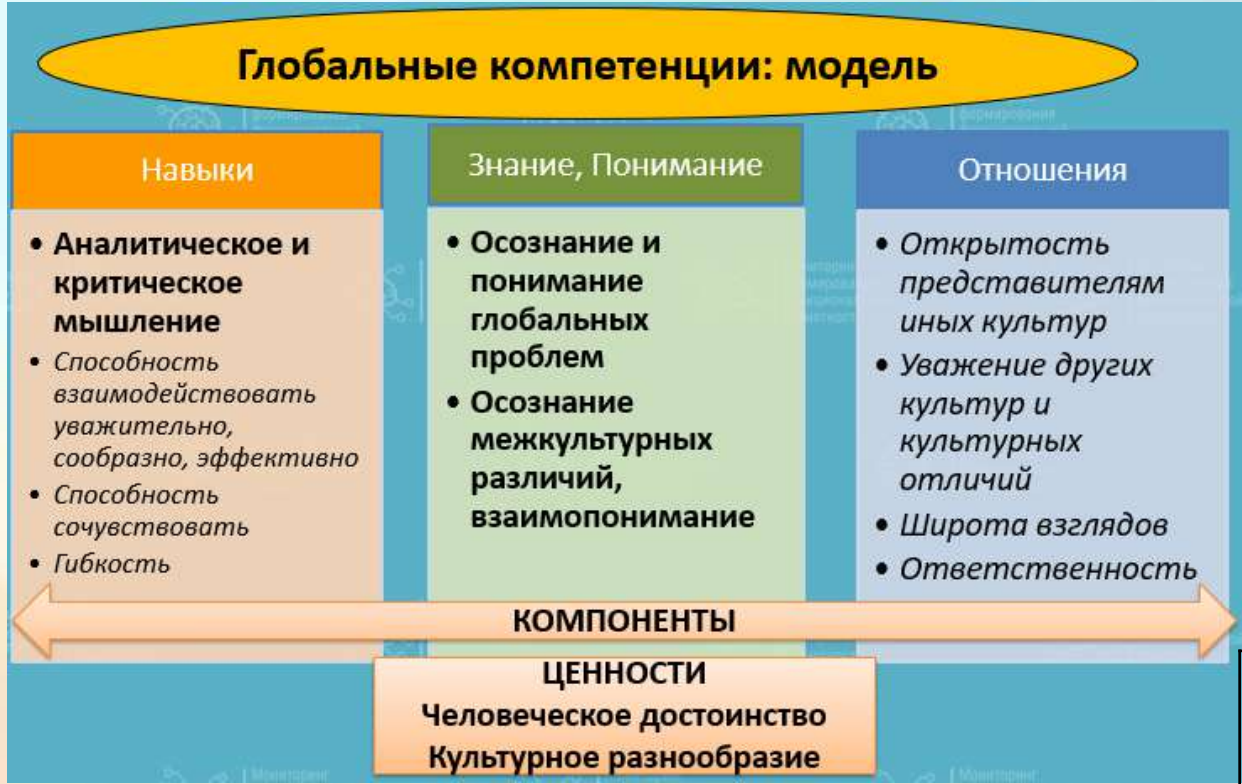 Глобальные компетенции: модель
Навыки
• Аналитическое и
критическое
мышление
• Способность
взаимодействовать
уважительно,
сообразно, эффективно
• Способность
сочувствовать
• Гибкость
Знание, Понимание
• Осознание и
понимание
глобальных
проблем
• Осознание
межкультурных
различий,
взаимопонимание
Отношения
• Открытость
представителям
иных культур
• Уважение других
культур и
культурных
отличий
• Широта взглядов
• Ответственность
КОМПОНЕНТЫ
ЦЕННОСТИ
Человеческое достоинство
Культурное разнообразие